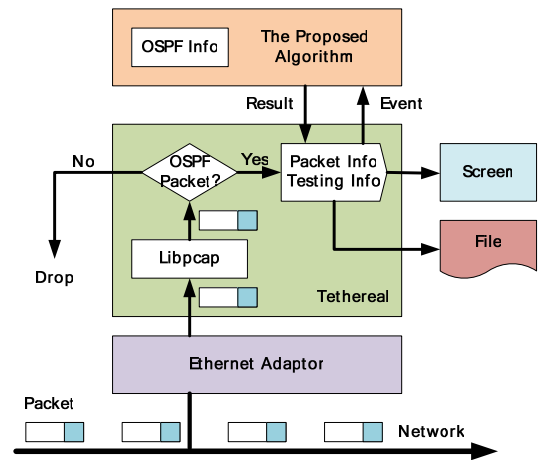 OSPF Info
The Proposed
Algorithm
Result
Event
No
OSPF
Packet?
Yes
Packet Info
Testing Info
Screen
File
Libpcap
Drop
Tethereal
Ethernet Adaptor
Packet
Network